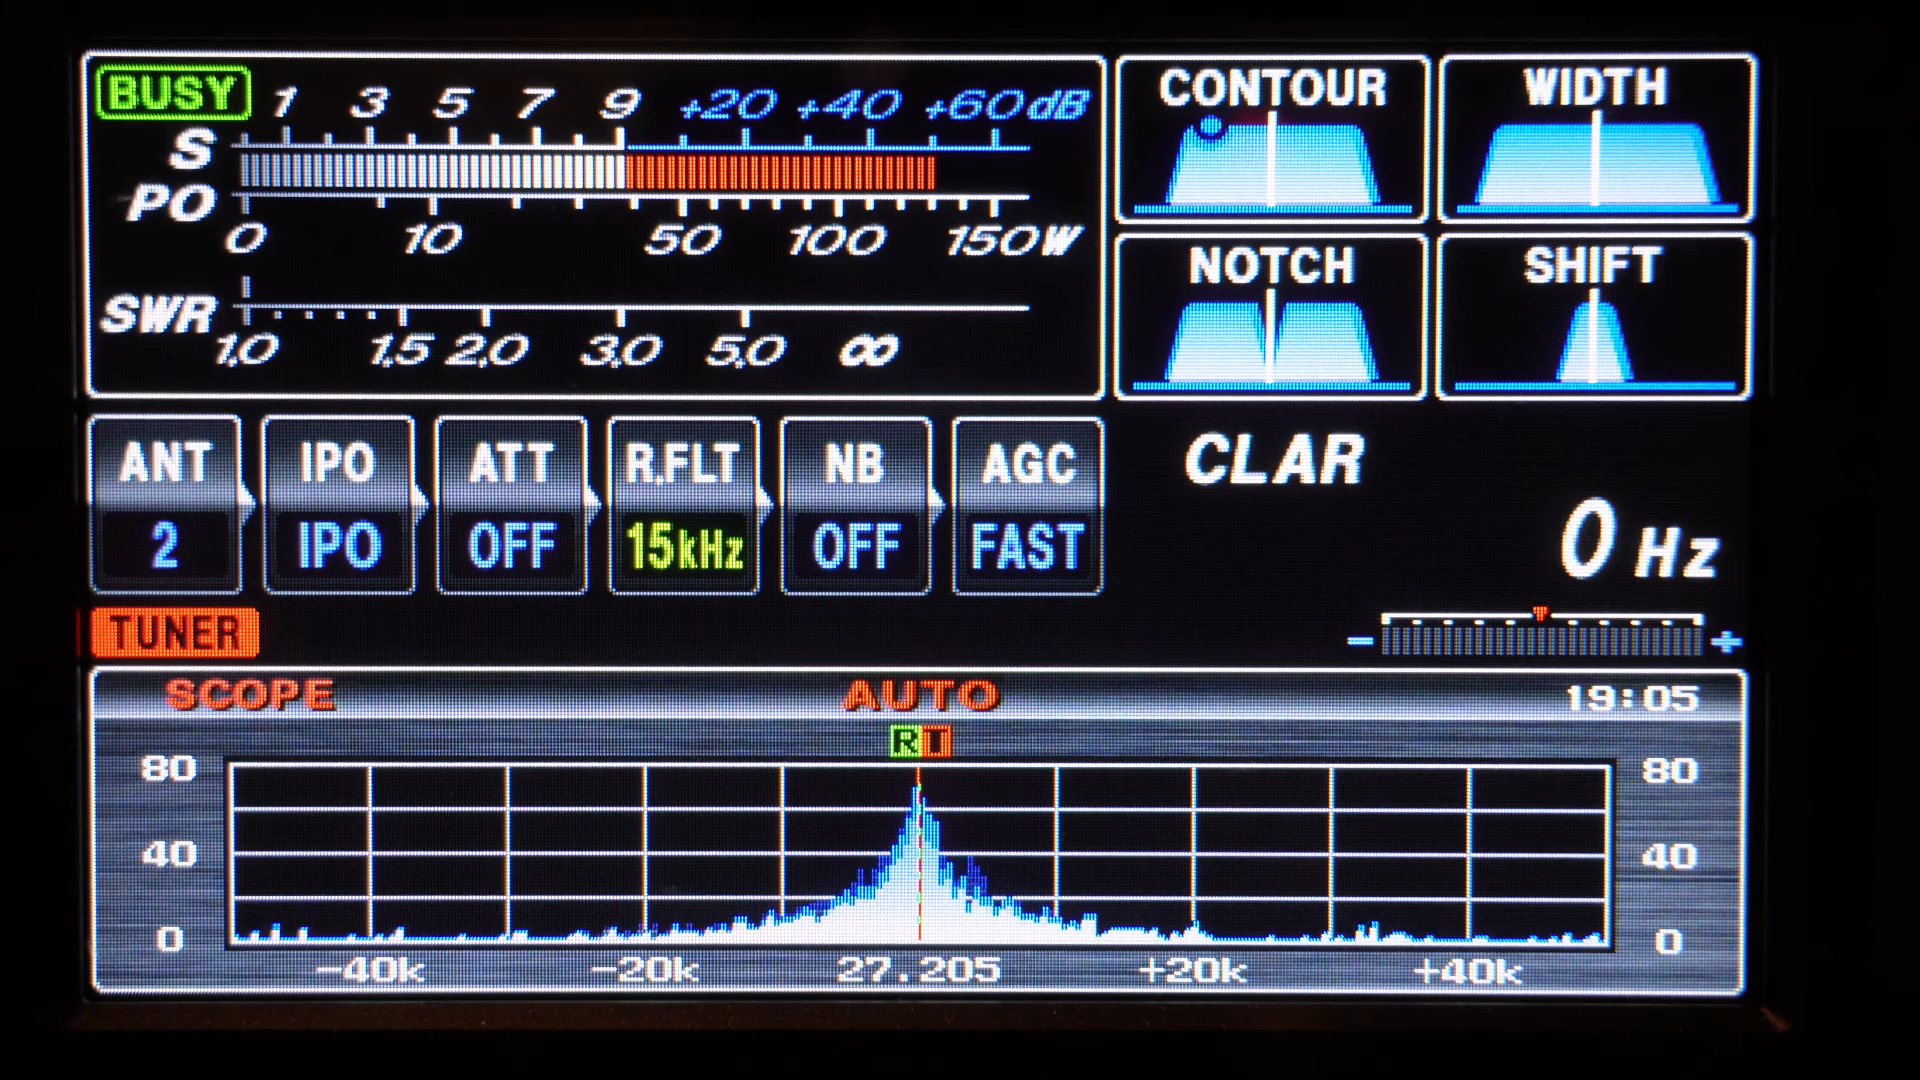 BUSY 1 3 5 7 9 +20 +40 +60dB
S
PO
0 10 50 100 150W
SWR
1.0 1.5 2.0 3.0 5.0 ∞
CONTOUR WIDTH
NOTCH SHIFT
ANT IPO ATT R.FLT NB AGC
2 IPO OFF 15kHz OFF FAST
CLAR
0 Hz
TUNER
- +
SCOPE AUTO 19:05
RT
80 80
40 40
0 0
-40k -20k 27.205 +20k +40k